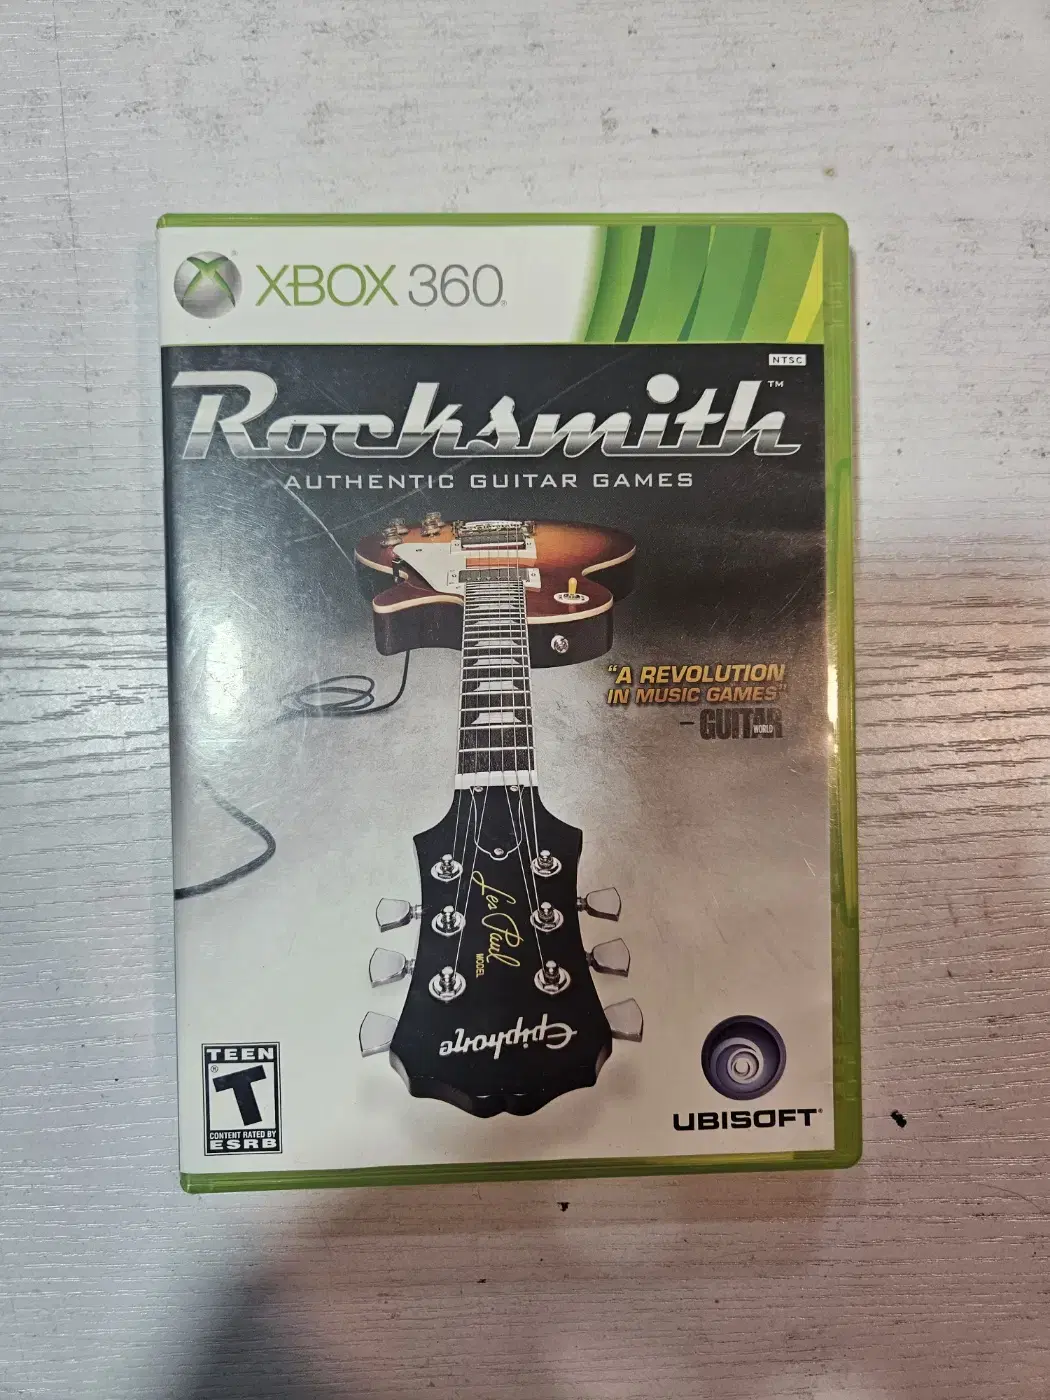 XBOX 360
NTSC
Rocksmith™
AUTHENTIC GUITAR GAMES
"A REVOLUTION
IN MUSIC GAMES"
– GUITAR
WORLD
Les Paul
MODEL
Epiphone
TEEN
T
CONTENT RATED BY
ESRB
UBISOFT®